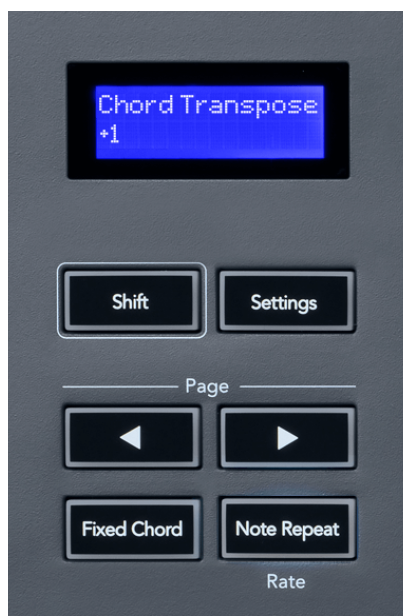 Chord Transpose
+1
Shift
Settings
Page
Fixed Chord
Note Repeat
Rate